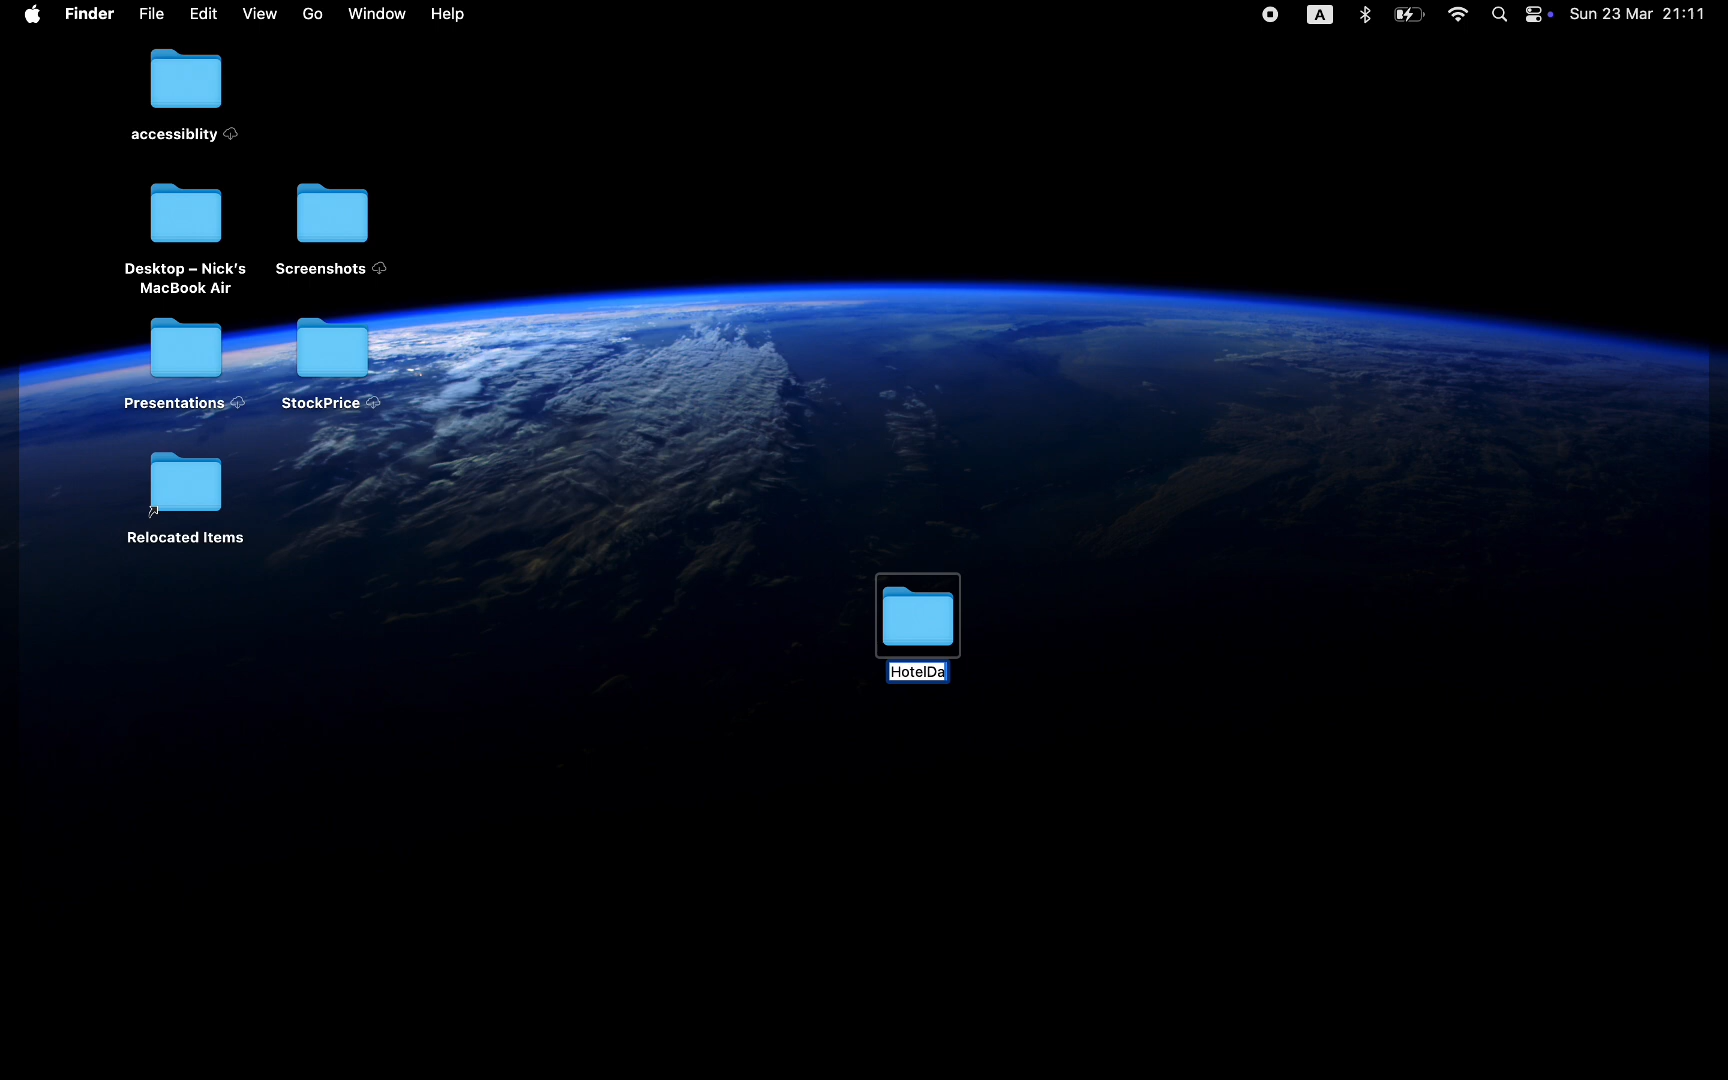 Finder File Edit View Go Window Help A Sun 23 Mar 21:11
accessiblity
Desktop – Nick's
MacBook Air
Screenshots
Presentations
StockPrice
Relocated Items
HotelDa